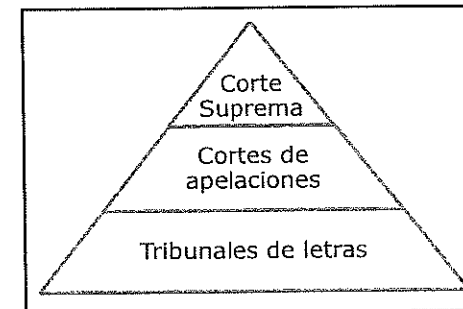 Corte
Suprema
Cortes de
apelaciones
Tribunales de letras